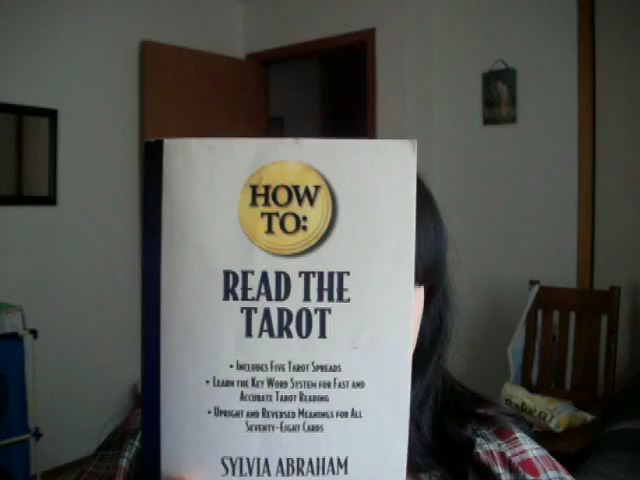 HOW
TO:
READ THE
TAROT
• INCLUDES FIVE TAROT SPREADS
• LEARN THE KEY WORD SYSTEM FOR FAST AND
ACCURATE TAROT READING
• UPRIGHT AND REVERSED MEANINGS FOR ALL
SEVENTY-EIGHT CARDS
SYLVIA ABRAHAM